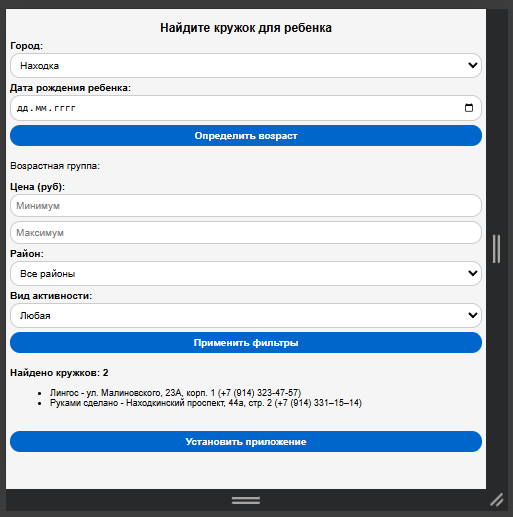 Найдите кружок для ребенка
Город:
Находка
Дата рождения ребенка:
дд.мм.гггг
Определить возраст
Возрастная группа:
Цена (руб):
Минимум
Максимум
Район:
Все районы
Вид активности:
Любая
Применить фильтры
Найдено кружков: 2
Лингос - ул. Малиновского, 23А, корп. 1 (+7 (914) 323-47-57)
Руками сделано - Находкинский проспект, 44а, стр. 2 (+7 (914) 331‒15‒14)
Установить приложение